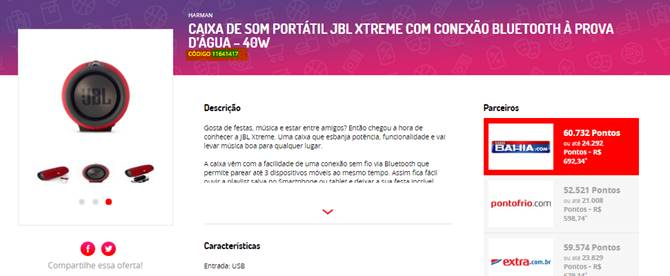 HARMAN
CAIXA DE SOM PORTÁTIL JBL XTREME COM CONEXÃO BLUETOOTH À PROVA
D'ÁGUA – 40W
CÓDIGO 11641417
JBL
Descrição
Gosta de festas, música e estar entre amigos? Então chegou a hora de
conhecer a JBL Xtreme. Uma caixa que esbanja potência, funcionalidade e vai
levar música boa para qualquer lugar.
A caixa vêm com a facilidade de uma conexão sem fio via Bluetooth que
permite parear até 3 dispositivos móveis ao mesmo tempo. Assim fica fácil
ouvir a playlist salva no Smartphone ou tablet e deixar a sua festa incrível
Características
Entrada: USB
Compartilhe essa oferta!
Parceiros
BAHIA.COM
60.732 Pontos
ou até 24.292
Pontos - R$
692,34*
pontofrio.com
52.521 Pontos
ou até 21.008
Pontos - R$
598,74*
extra.com.br
59.574 Pontos
ou até 23.829
Pontos - R$